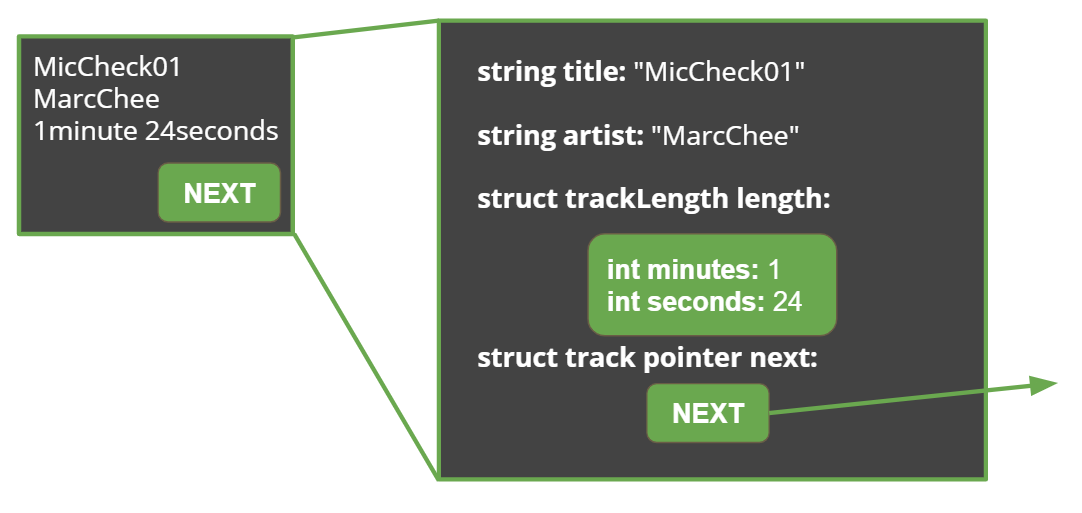 MicCheck01
MarcChee
1minute 24seconds
NEXT
string title: "MicCheck01"
string artist: "MarcChee"
struct trackLength length:
int minutes: 1
int seconds: 24
struct track pointer next:
NEXT